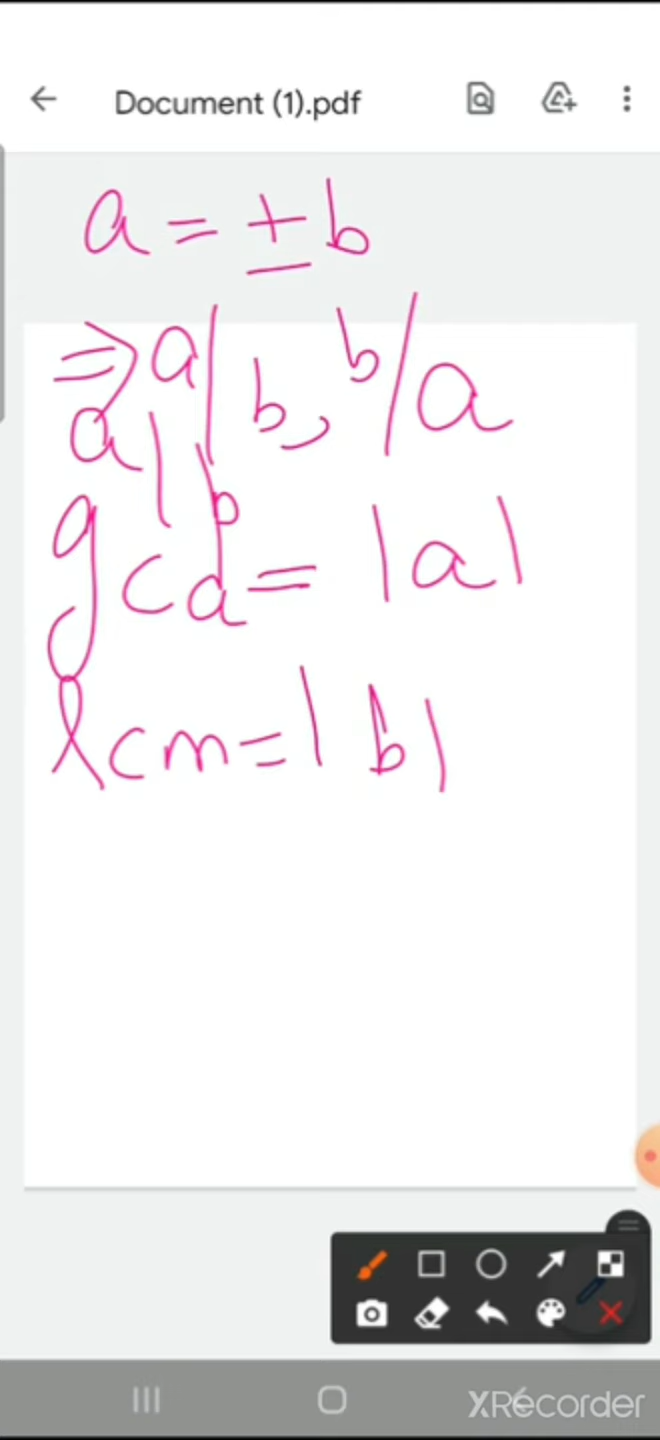 Document (1).pdf
a = ± b
⇒ a | b, b / a
a | b
gcd = |a|
lcm = | b |
XRecorder